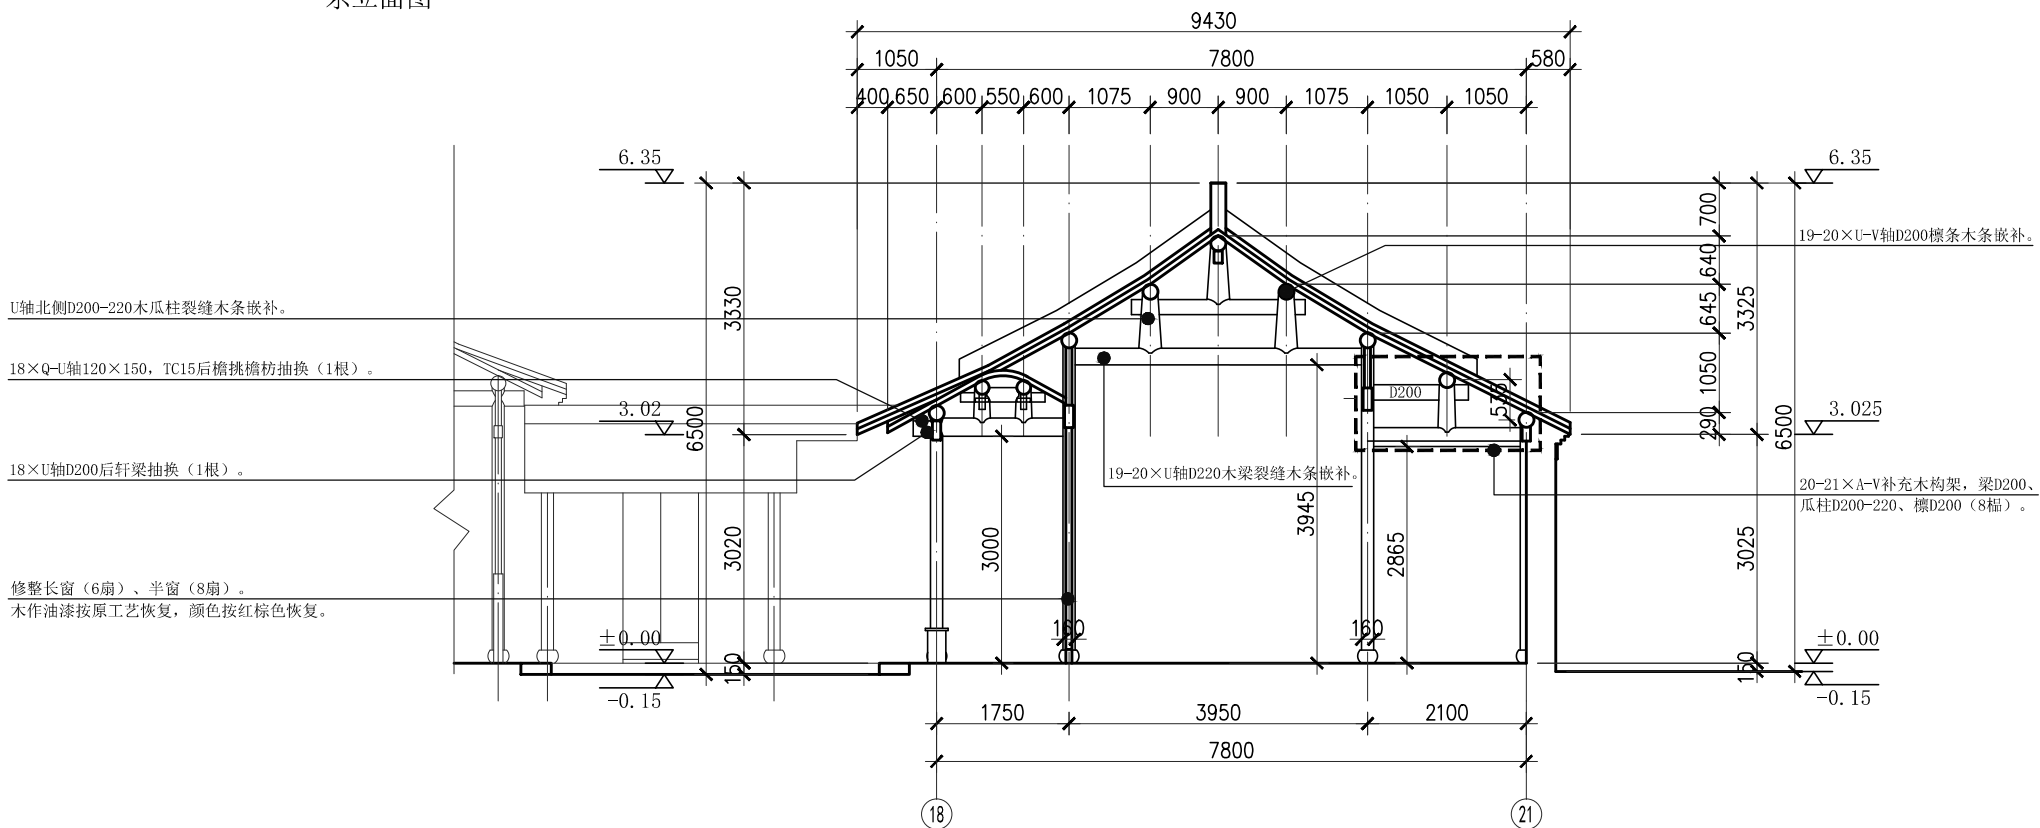 东立面图
9430
1050 7800 580
400 650 600 550 600 1075 900 900 1075 1050 1050
6.35
6.35
700
19-20×U-V轴D200檩条木条嵌补。
640
U轴北侧D200-220木瓜柱裂缝木条嵌补。
3330
645
3325
18×Q-U轴120×150，TC15后檐挑檐枋抽换（1根）。
1050
D200
535
3.02
6500
290
6500
3.025
18×U轴D200后轩梁抽换（1根）。
19-20×U轴D220木梁裂缝木条嵌补。
20-21×A-V补充木构架，梁D200、
瓜柱D200-220、檩D200（8榀）。
3945
3020
3000
2865
3025
修整长窗（6扇）、半窗（8扇）。
木作油漆按原工艺恢复，颜色按红棕色恢复。
160
160
±0.00
±0.00
150
150
-0.15
-0.15
1750 3950 2100
7800
18
21